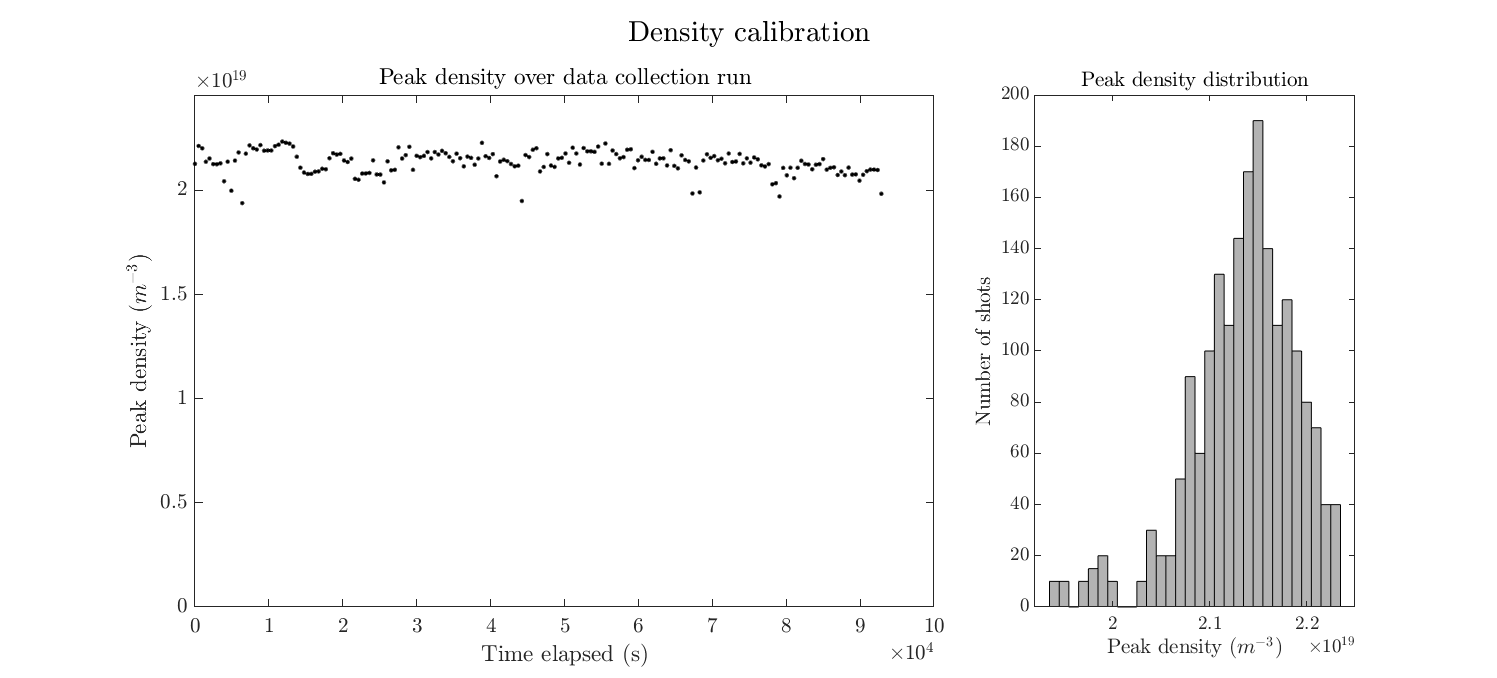 Density calibration
Peak density over data collection run
×10^19
2
1.5
1
0.5
0
Peak density (m^−3)
0 1 2 3 4 5 6 7 8 9 10
Time elapsed (s)
×10^4
Peak density distribution
200
180
160
140
120
100
80
60
40
20
0
Number of shots
2 2.1 2.2
Peak density (m^−3) ×10^19